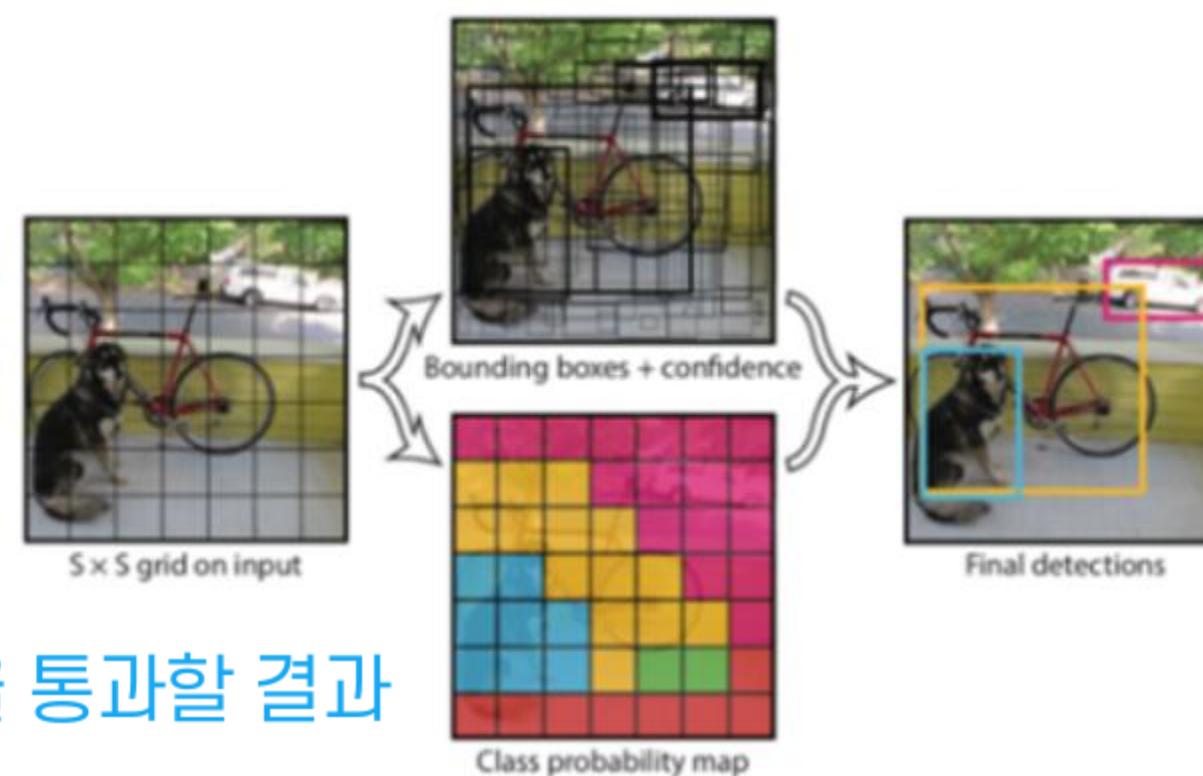 Bounding boxes + confidence
S × S grid on input
Final detections
통과할 결과
Class probability map